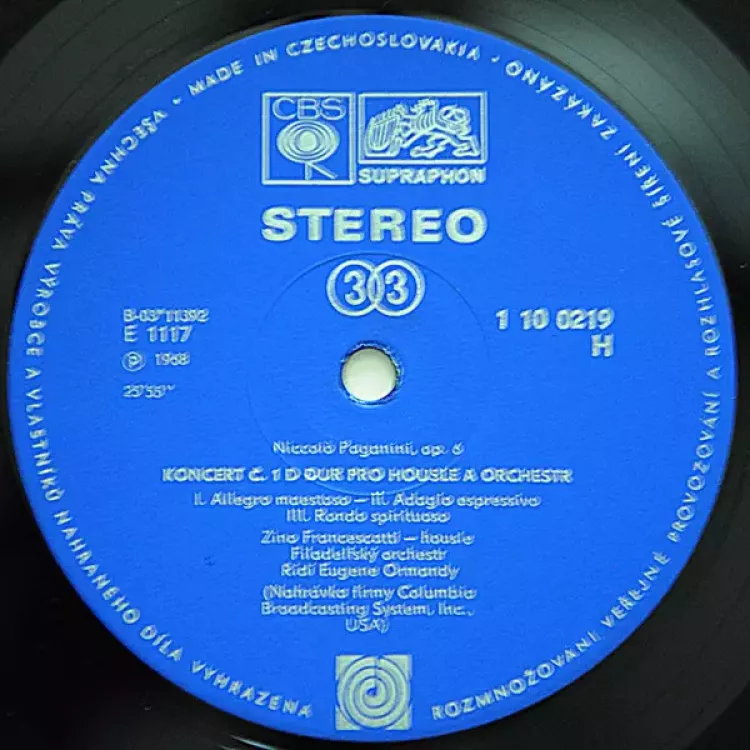 VŠECHNA PRÁVA VÝROBCE A VLASTNÍKŮ NAHRANÉHO DÍLA VYHRAZENA
• MADE IN CZECHOSLOVAKIA •
ROZMNOŽOVÁNÍ VEŘEJNÉ PROVOZOVÁNÍ A ROZHLASOVÉ ŠÍŘENÍ ZAKÁZÁNO
CBS
SUPRAPHON
STEREO
33
B-03*11392
E 1117
1 10 0219
H
Ⓟ 1968
25'55"
Niccolò Paganini, op. 6
KONCERT Č. 1 D DUR PRO HOUSLE A ORCHESTR
I. Allegro maestoso – II. Adagio espressivo
III. Rondo spirituoso
Zino Francescatti – housle
Filadelfský orchestr
Řídí Eugene Ormandy
(Nahrávka firmy Columbia
Broadcasting System, Inc.,
USA)